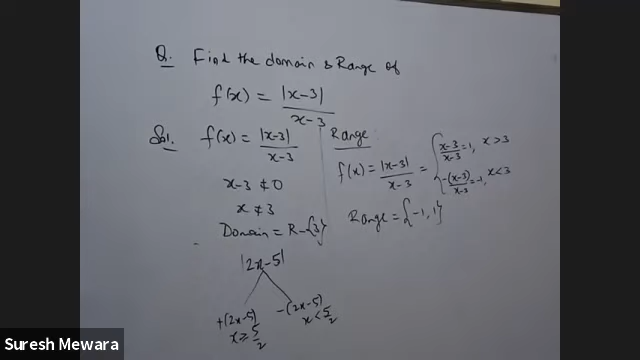 Q. Find the domain & Range of
f(x) = |x-3| / x-3
Sol. f(x) = |x-3| / x-3
x-3 ≠ 0
x ≠ 3
Domain = R-{3}
Range:
f(x) = |x-3| / x-3 = { x-3 / x-3 = 1, x > 3
-(x-3) / x-3 = -1, x < 3
Range = {-1, 1}
|2x-5|
+(2x-5) x ≥ 5/2
-(2x-5) x < 5/2
Suresh Mewara